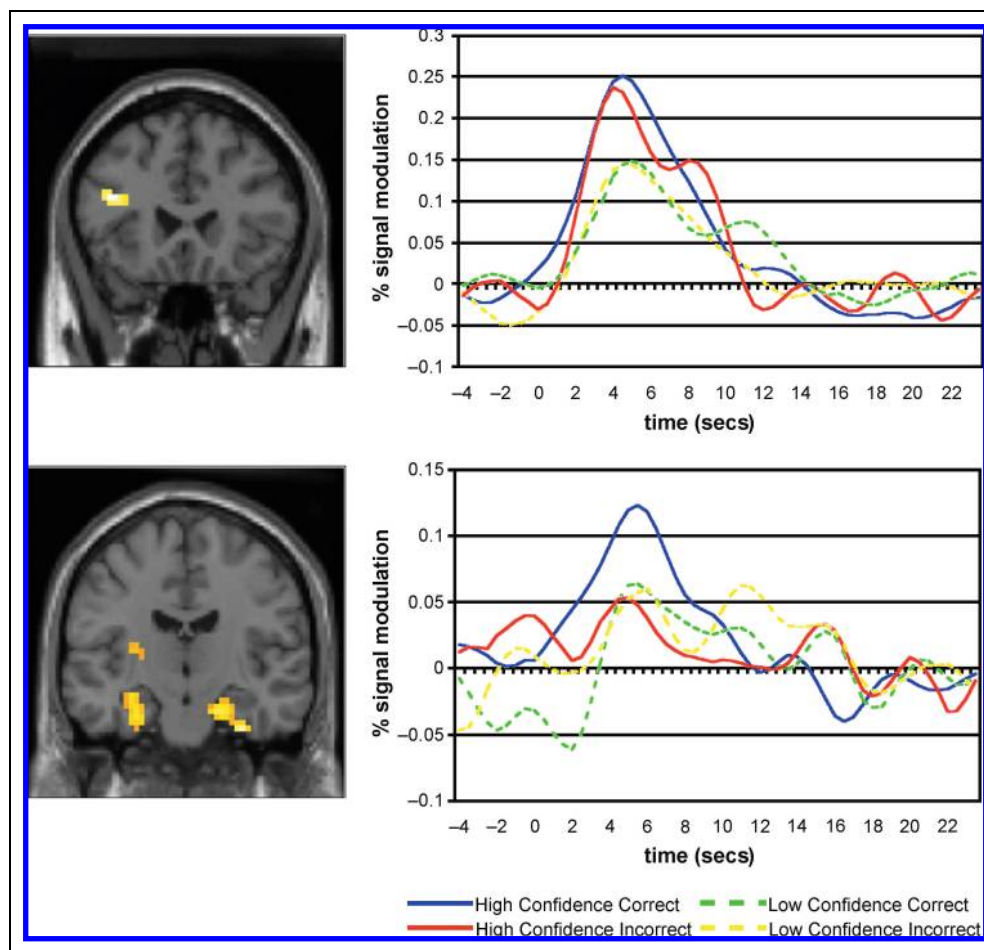 0.3
0.25
0.2
0.15
0.1
0.05
0
–0.05
–0.1
% signal modulation
–4 –2 0 2 4 6 8 10 12 14 16 18 20 22
time (secs)
0.15
0.1
0.05
0
–0.05
–0.1
% signal modulation
–4 –2 0 2 4 6 8 10 12 14 16 18 20 22
time (secs)
High Confidence Correct Low Confidence Correct
High Confidence Incorrect Low Confidence Incorrect